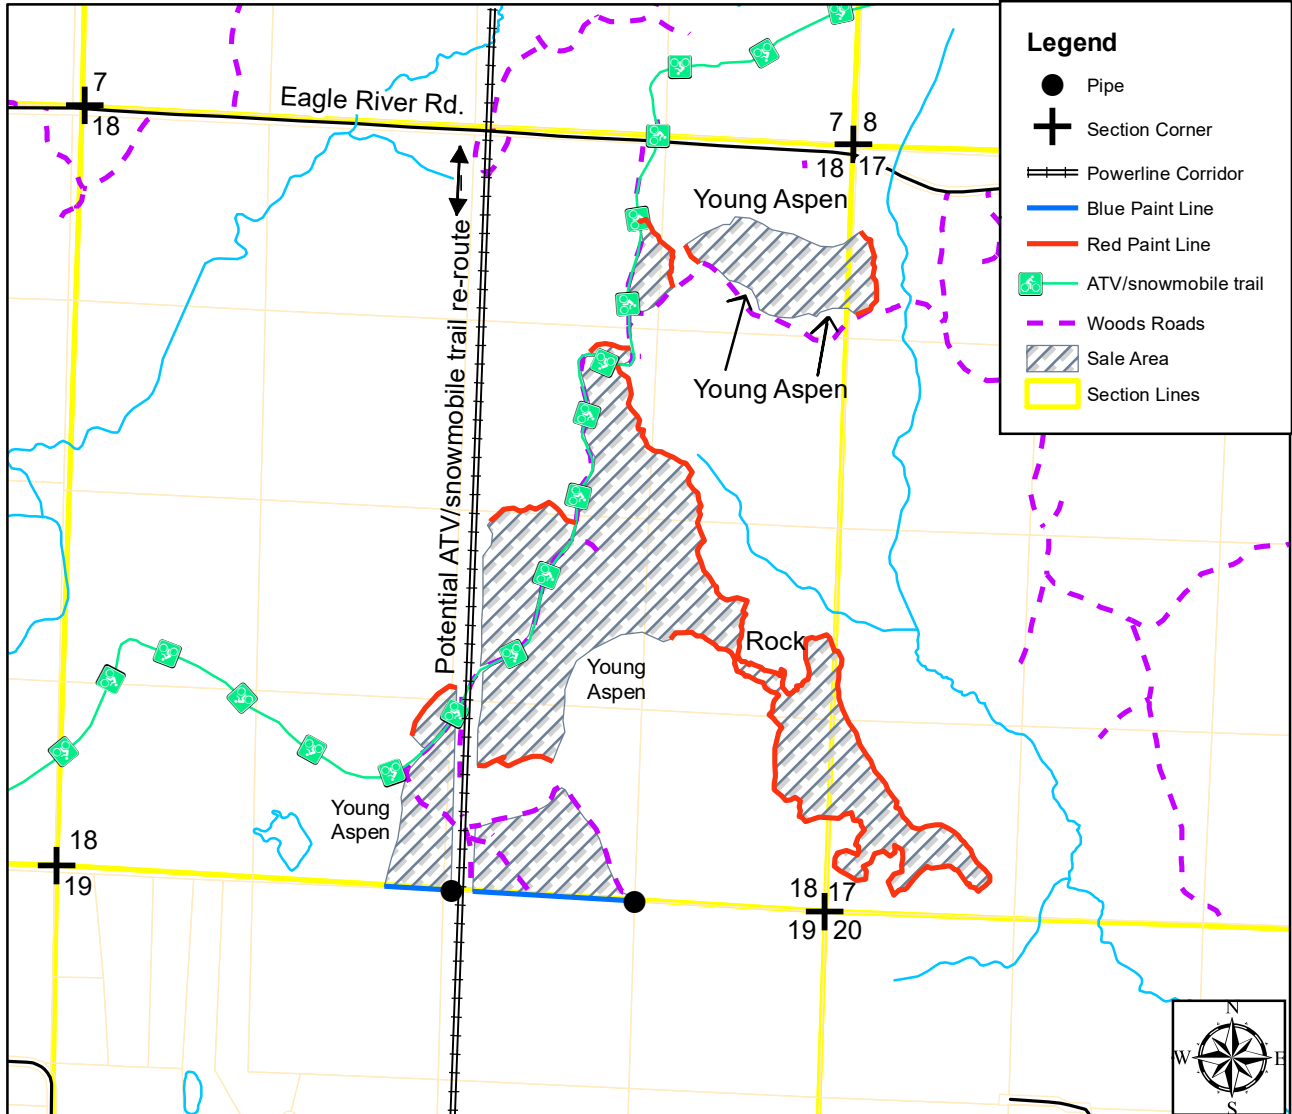 Legend
Pipe
Section Corner
Powerline Corridor
Blue Paint Line
Red Paint Line
ATV/snowmobile trail
Woods Roads
Sale Area
Section Lines
7
18
Eagle River Rd.
7 8
18 17
Young Aspen
Potential ATV/snowmobile trail re-route
Young Aspen
Rock
Young
Aspen
Young
Aspen
18
19
18 17
19 20
N
W E
S